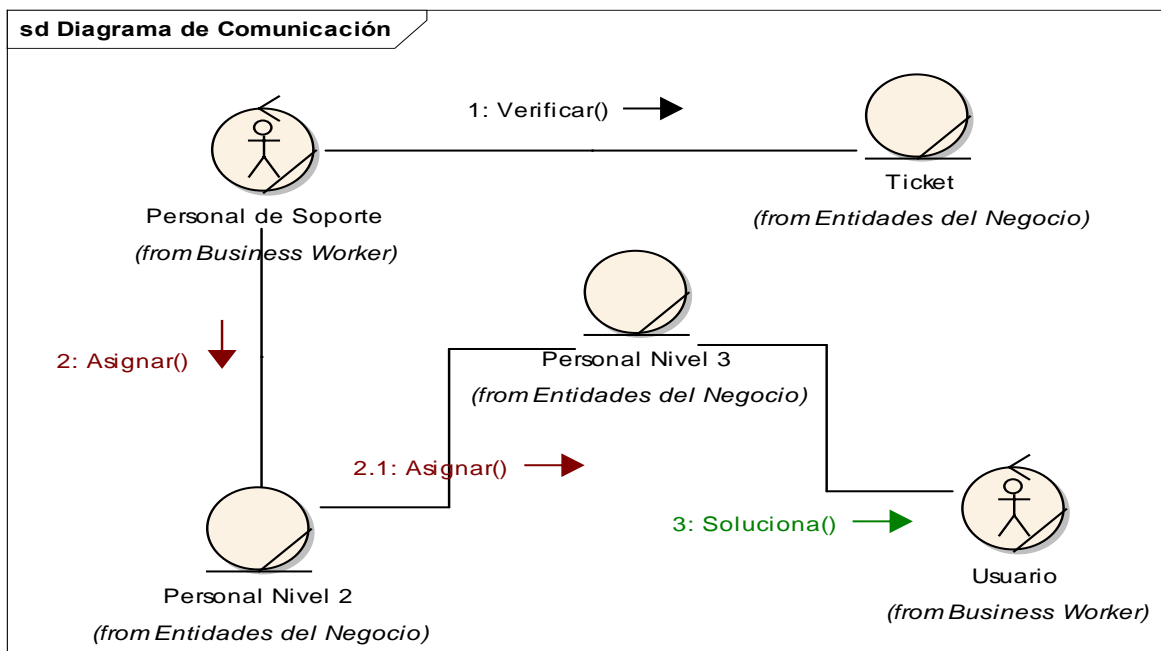 sd Diagrama de Comunicación
1: Verificar()
Personal de Soporte
(from Business Worker)
Ticket
(from Entidades del Negocio)
2: Asignar()
Personal Nivel 3
(from Entidades del Negocio)
2.1: Asignar()
3: Soluciona()
Personal Nivel 2
(from Entidades del Negocio)
Usuario
(from Business Worker)